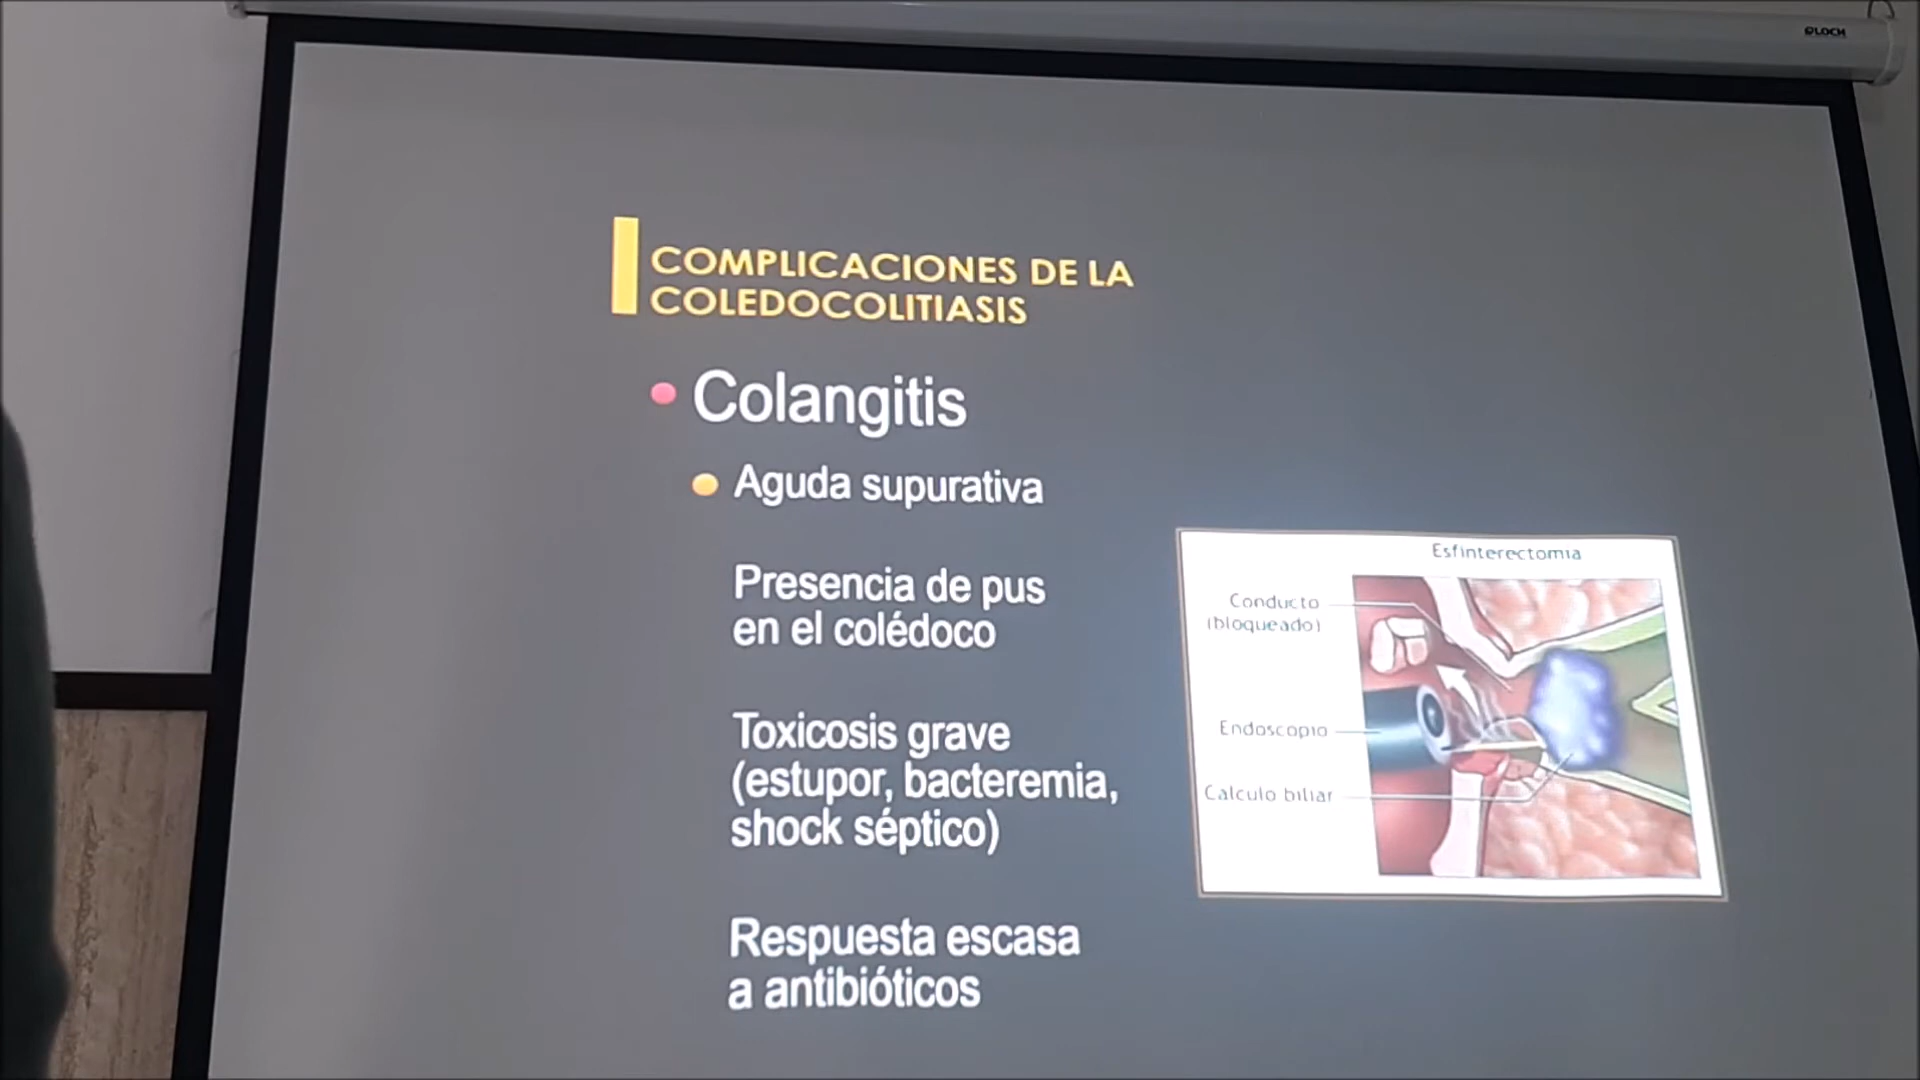 LOCH
COMPLICACIONES DE LA
COLEDOCOLITIASIS
Colangitis
Aguda supurativa
Presencia de pus
en el colédoco
Toxicosis grave
(estupor, bacteremia,
shock séptico)
Respuesta escasa
a antibióticos
Esfinterectomia
Conducto
(bloqueado)
Endoscopio
Calculo biliar